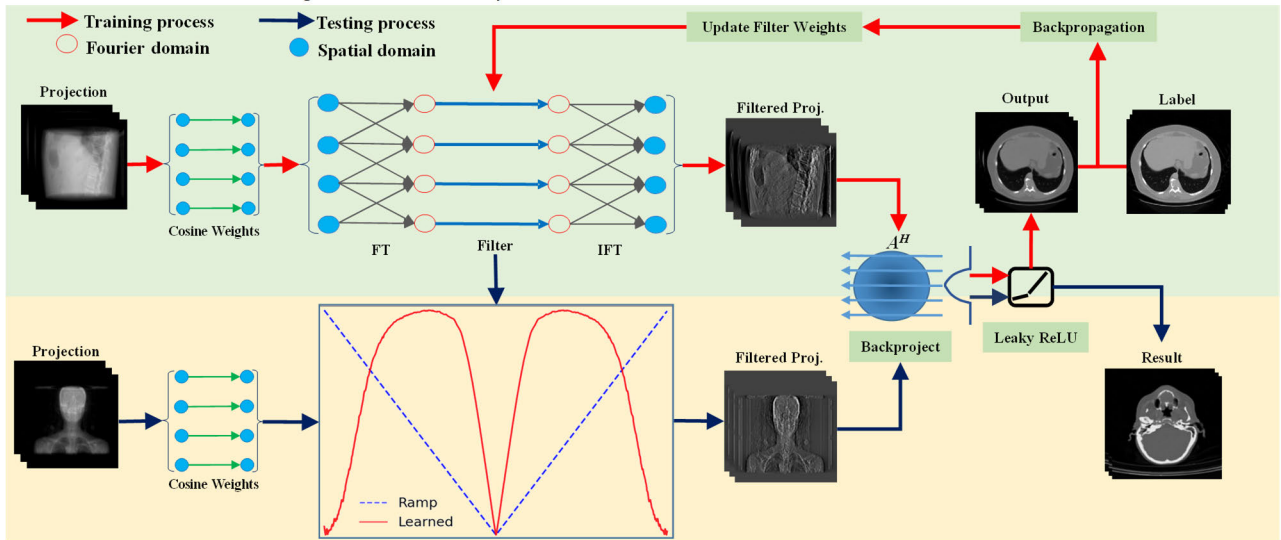 Training process
Testing process
Fourier domain
Spatial domain
Update Filter Weights
Backpropagation
Projection
Cosine Weights
FT
Filter
IFT
Filtered Proj.
Output
Label
A^H
Backproject
Leaky ReLU
Result
Projection
Cosine Weights
Ramp
Learned
Filtered Proj.